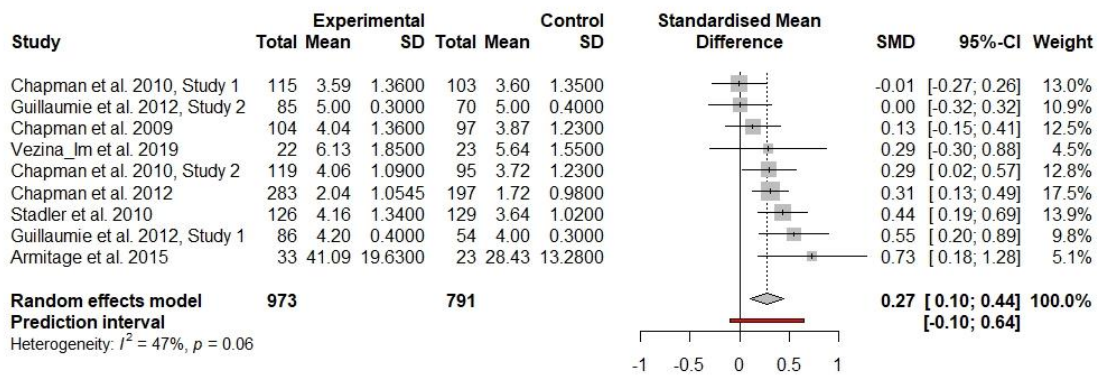 Experimental Control Standardised Mean
Study Total Mean SD Total Mean SD Difference SMD 95%-CI Weight
Chapman et al. 2010, Study 1 115 3.59 1.3600 103 3.60 1.3500 -0.01 [-0.27; 0.26] 13.0%
Guillaumie et al. 2012, Study 2 85 5.00 0.3000 70 5.00 0.4000 0.00 [-0.32; 0.32] 10.9%
Chapman et al. 2009 104 4.04 1.3600 97 3.87 1.2300 0.13 [-0.15; 0.41] 12.5%
Vezina_Im et al. 2019 22 6.13 1.8500 23 5.64 1.5500 0.29 [-0.30; 0.88] 4.5%
Chapman et al. 2010, Study 2 119 4.06 1.0900 95 3.72 1.2300 0.29 [ 0.02; 0.57] 12.8%
Chapman et al. 2012 283 2.04 1.0545 197 1.72 0.9800 0.31 [ 0.13; 0.49] 17.5%
Stadler et al. 2010 126 4.16 1.3400 129 3.64 1.0200 0.44 [ 0.19; 0.69] 13.9%
Guillaumie et al. 2012, Study 1 86 4.20 0.4000 54 4.00 0.3000 0.55 [ 0.20; 0.89] 9.8%
Armitage et al. 2015 33 41.09 19.6300 23 28.43 13.2800 0.73 [ 0.18; 1.28] 5.1%
Random effects model 973 791 0.27 [ 0.10; 0.44] 100.0%
Prediction interval [-0.10; 0.64]
Heterogeneity: I² = 47%, p = 0.06
-1 -0.5 0 0.5 1